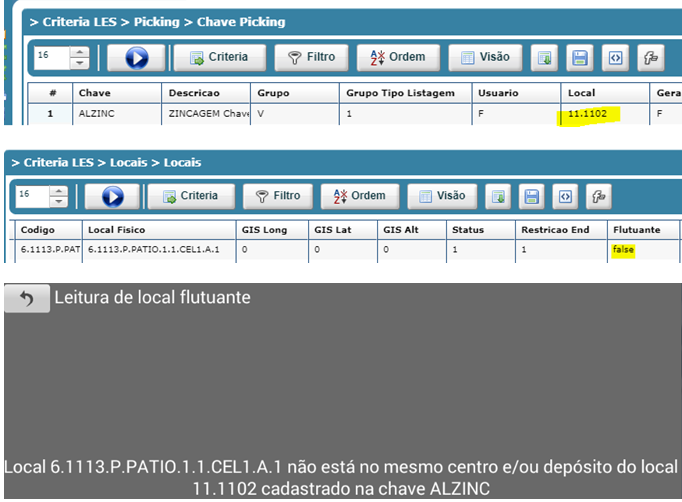 > Criteria LES > Picking > Chave Picking
16 Criteria Filtro Ordem Visão
# Chave Descricao Grupo Grupo Tipo Listagem Usuario Local Gera
1 ALZINC ZINCAGEM Chave V 1 F 11.1102 F
> Criteria LES > Locais > Locais
16 Criteria Filtro Ordem Visão
Codigo Local Fisico GIS Long GIS Lat GIS Alt Status Restricao End Flutuante
6.1113.P.PAT 6.1113.P.PATIO.1.1.CEL1.A.1 0 0 0 1 1 false
Leitura de local flutuante
Local 6.1113.P.PATIO.1.1.CEL1.A.1 não está no mesmo centro e/ou depósito do local
11.1102 cadastrado na chave ALZINC